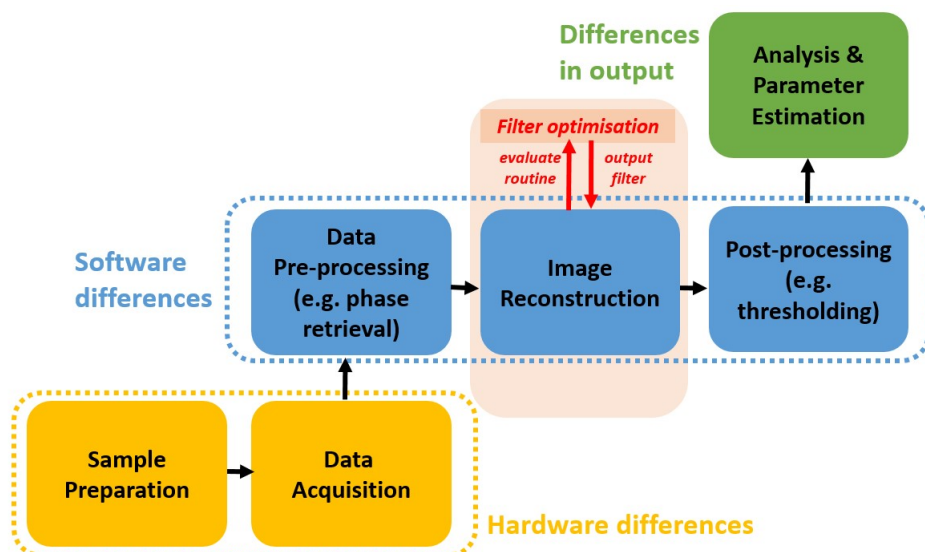 Differences
in output
Analysis &
Parameter
Estimation
Filter optimisation
evaluate
routine
output
filter
Software
differences
Data
Pre-processing
(e.g. phase
retrieval)
Image
Reconstruction
Post-processing
(e.g.
thresholding)
Sample
Preparation
Data
Acquisition
Hardware differences